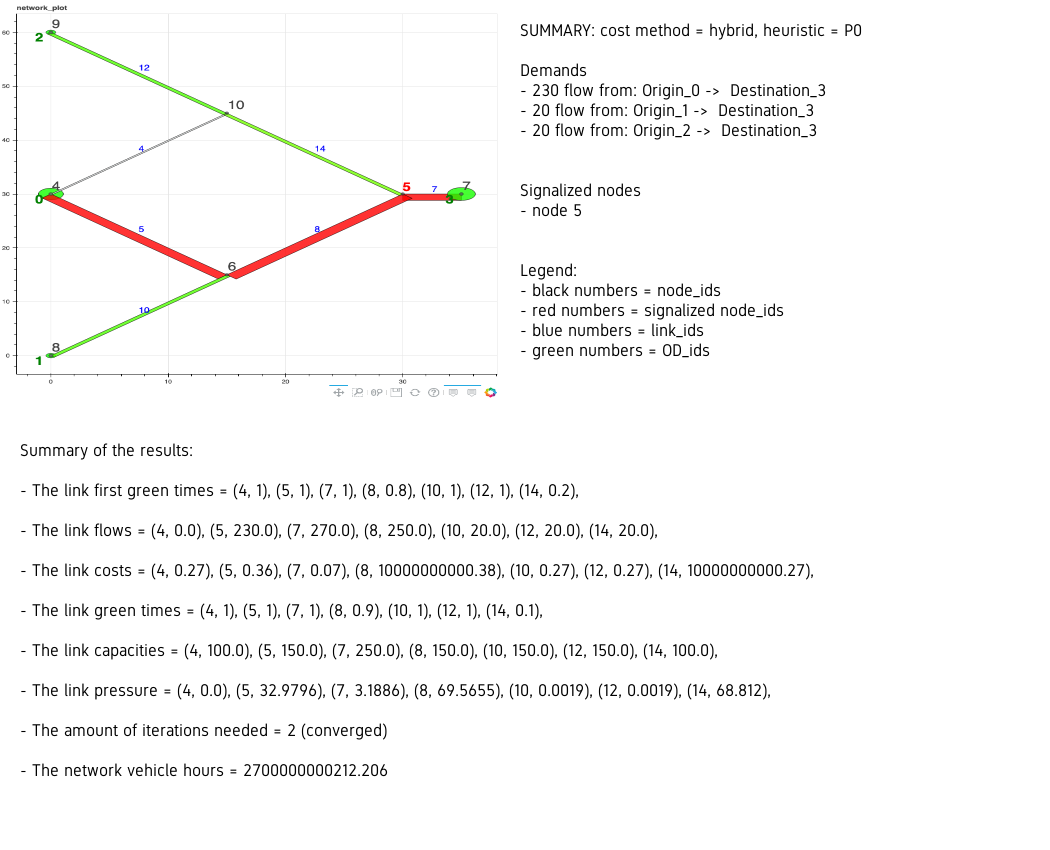 network_plot
60
50
40
30
20
10
0
0
10
20
30
9
2
12
10
4
14
4
0
5
7
7
3
5
8
6
10
8
1
SUMMARY: cost method = hybrid, heuristic = P0
Demands
- 230 flow from: Origin_0 -> Destination_3
- 20 flow from: Origin_1 -> Destination_3
- 20 flow from: Origin_2 -> Destination_3
Signalized nodes
- node 5
Legend:
- black numbers = node_ids
- red numbers = signalized node_ids
- blue numbers = link_ids
- green numbers = OD_ids
Summary of the results:
- The link first green times = (4, 1), (5, 1), (7, 1), (8, 0.8), (10, 1), (12, 1), (14, 0.2),
- The link flows = (4, 0.0), (5, 230.0), (7, 270.0), (8, 250.0), (10, 20.0), (12, 20.0), (14, 20.0),
- The link costs = (4, 0.27), (5, 0.36), (7, 0.07), (8, 10000000000.38), (10, 0.27), (12, 0.27), (14, 10000000000.27),
- The link green times = (4, 1), (5, 1), (7, 1), (8, 0.9), (10, 1), (12, 1), (14, 0.1),
- The link capacities = (4, 100.0), (5, 150.0), (7, 250.0), (8, 150.0), (10, 150.0), (12, 150.0), (14, 100.0),
- The link pressure = (4, 0.0), (5, 32.9796), (7, 3.1886), (8, 69.5655), (10, 0.0019), (12, 0.0019), (14, 68.812),
- The amount of iterations needed = 2 (converged)
- The network vehicle hours = 2700000000212.206